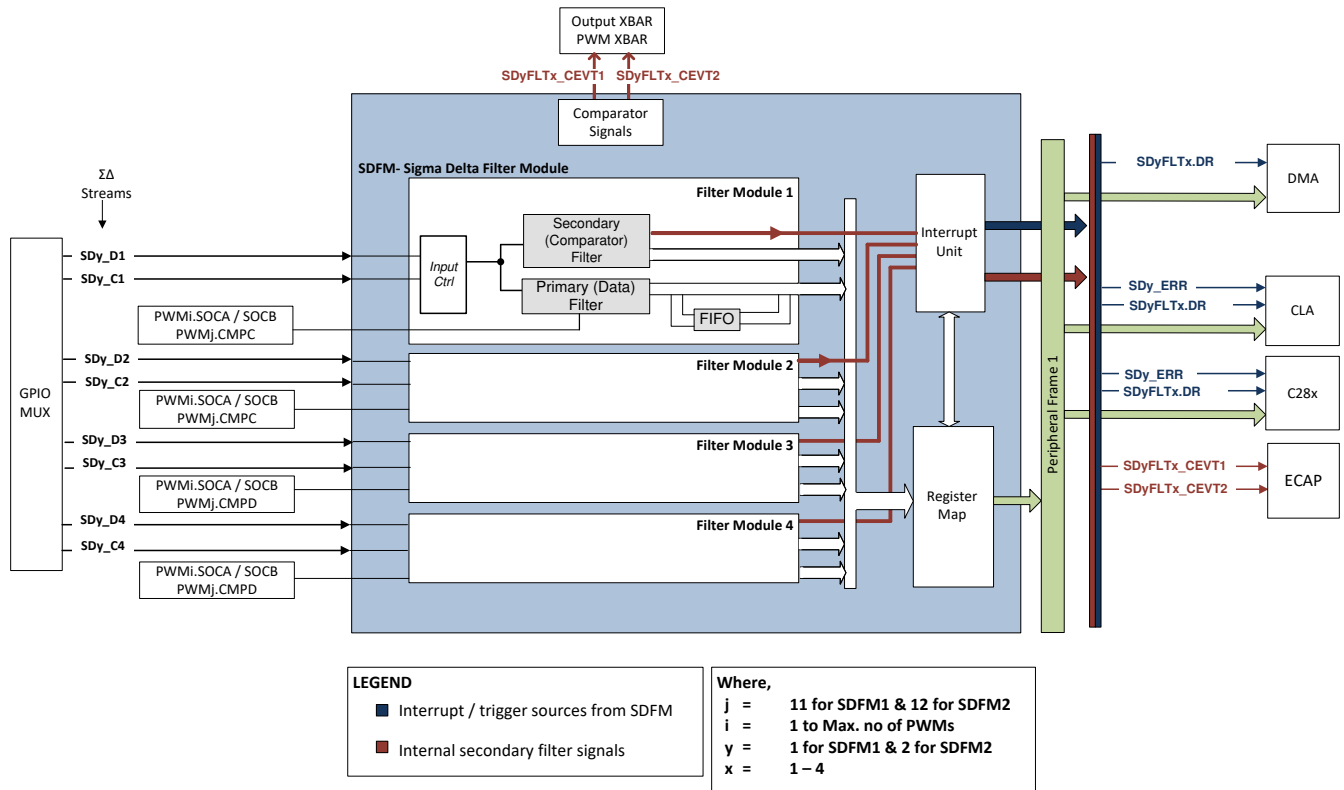 Output XBAR
PWM XBAR
SDyFLTx_CEVT1
SDyFLTx_CEVT2
Comparator
Signals
SDFM- Sigma Delta Filter Module
ΣΔ
Streams
GPIO
MUX
SDy_D1
SDy_C1
PWMi.SOCA / SOCB
PWMj.CMPC
SDy_D2
SDy_C2
PWMi.SOCA / SOCB
PWMj.CMPC
SDy_D3
SDy_C3
PWMi.SOCA / SOCB
PWMj.CMPD
SDy_D4
SDy_C4
PWMi.SOCA / SOCB
PWMj.CMPD
Filter Module 1
Input
Ctrl
Secondary
(Comparator)
Filter
Primary (Data)
Filter
FIFO
Filter Module 2
Filter Module 3
Filter Module 4
Interrupt
Unit
Register
Map
Peripheral Frame 1
SDyFLTx.DR
DMA
SDy_ERR
SDyFLTx.DR
CLA
SDy_ERR
SDyFLTx.DR
C28x
SDyFLTx_CEVT1
SDyFLTx_CEVT2
ECAP
LEGEND
Interrupt / trigger sources from SDFM
Internal secondary filter signals
Where,
j = 11 for SDFM1 & 12 for SDFM2
i = 1 to Max. no of PWMs
y = 1 for SDFM1 & 2 for SDFM2
x = 1 – 4